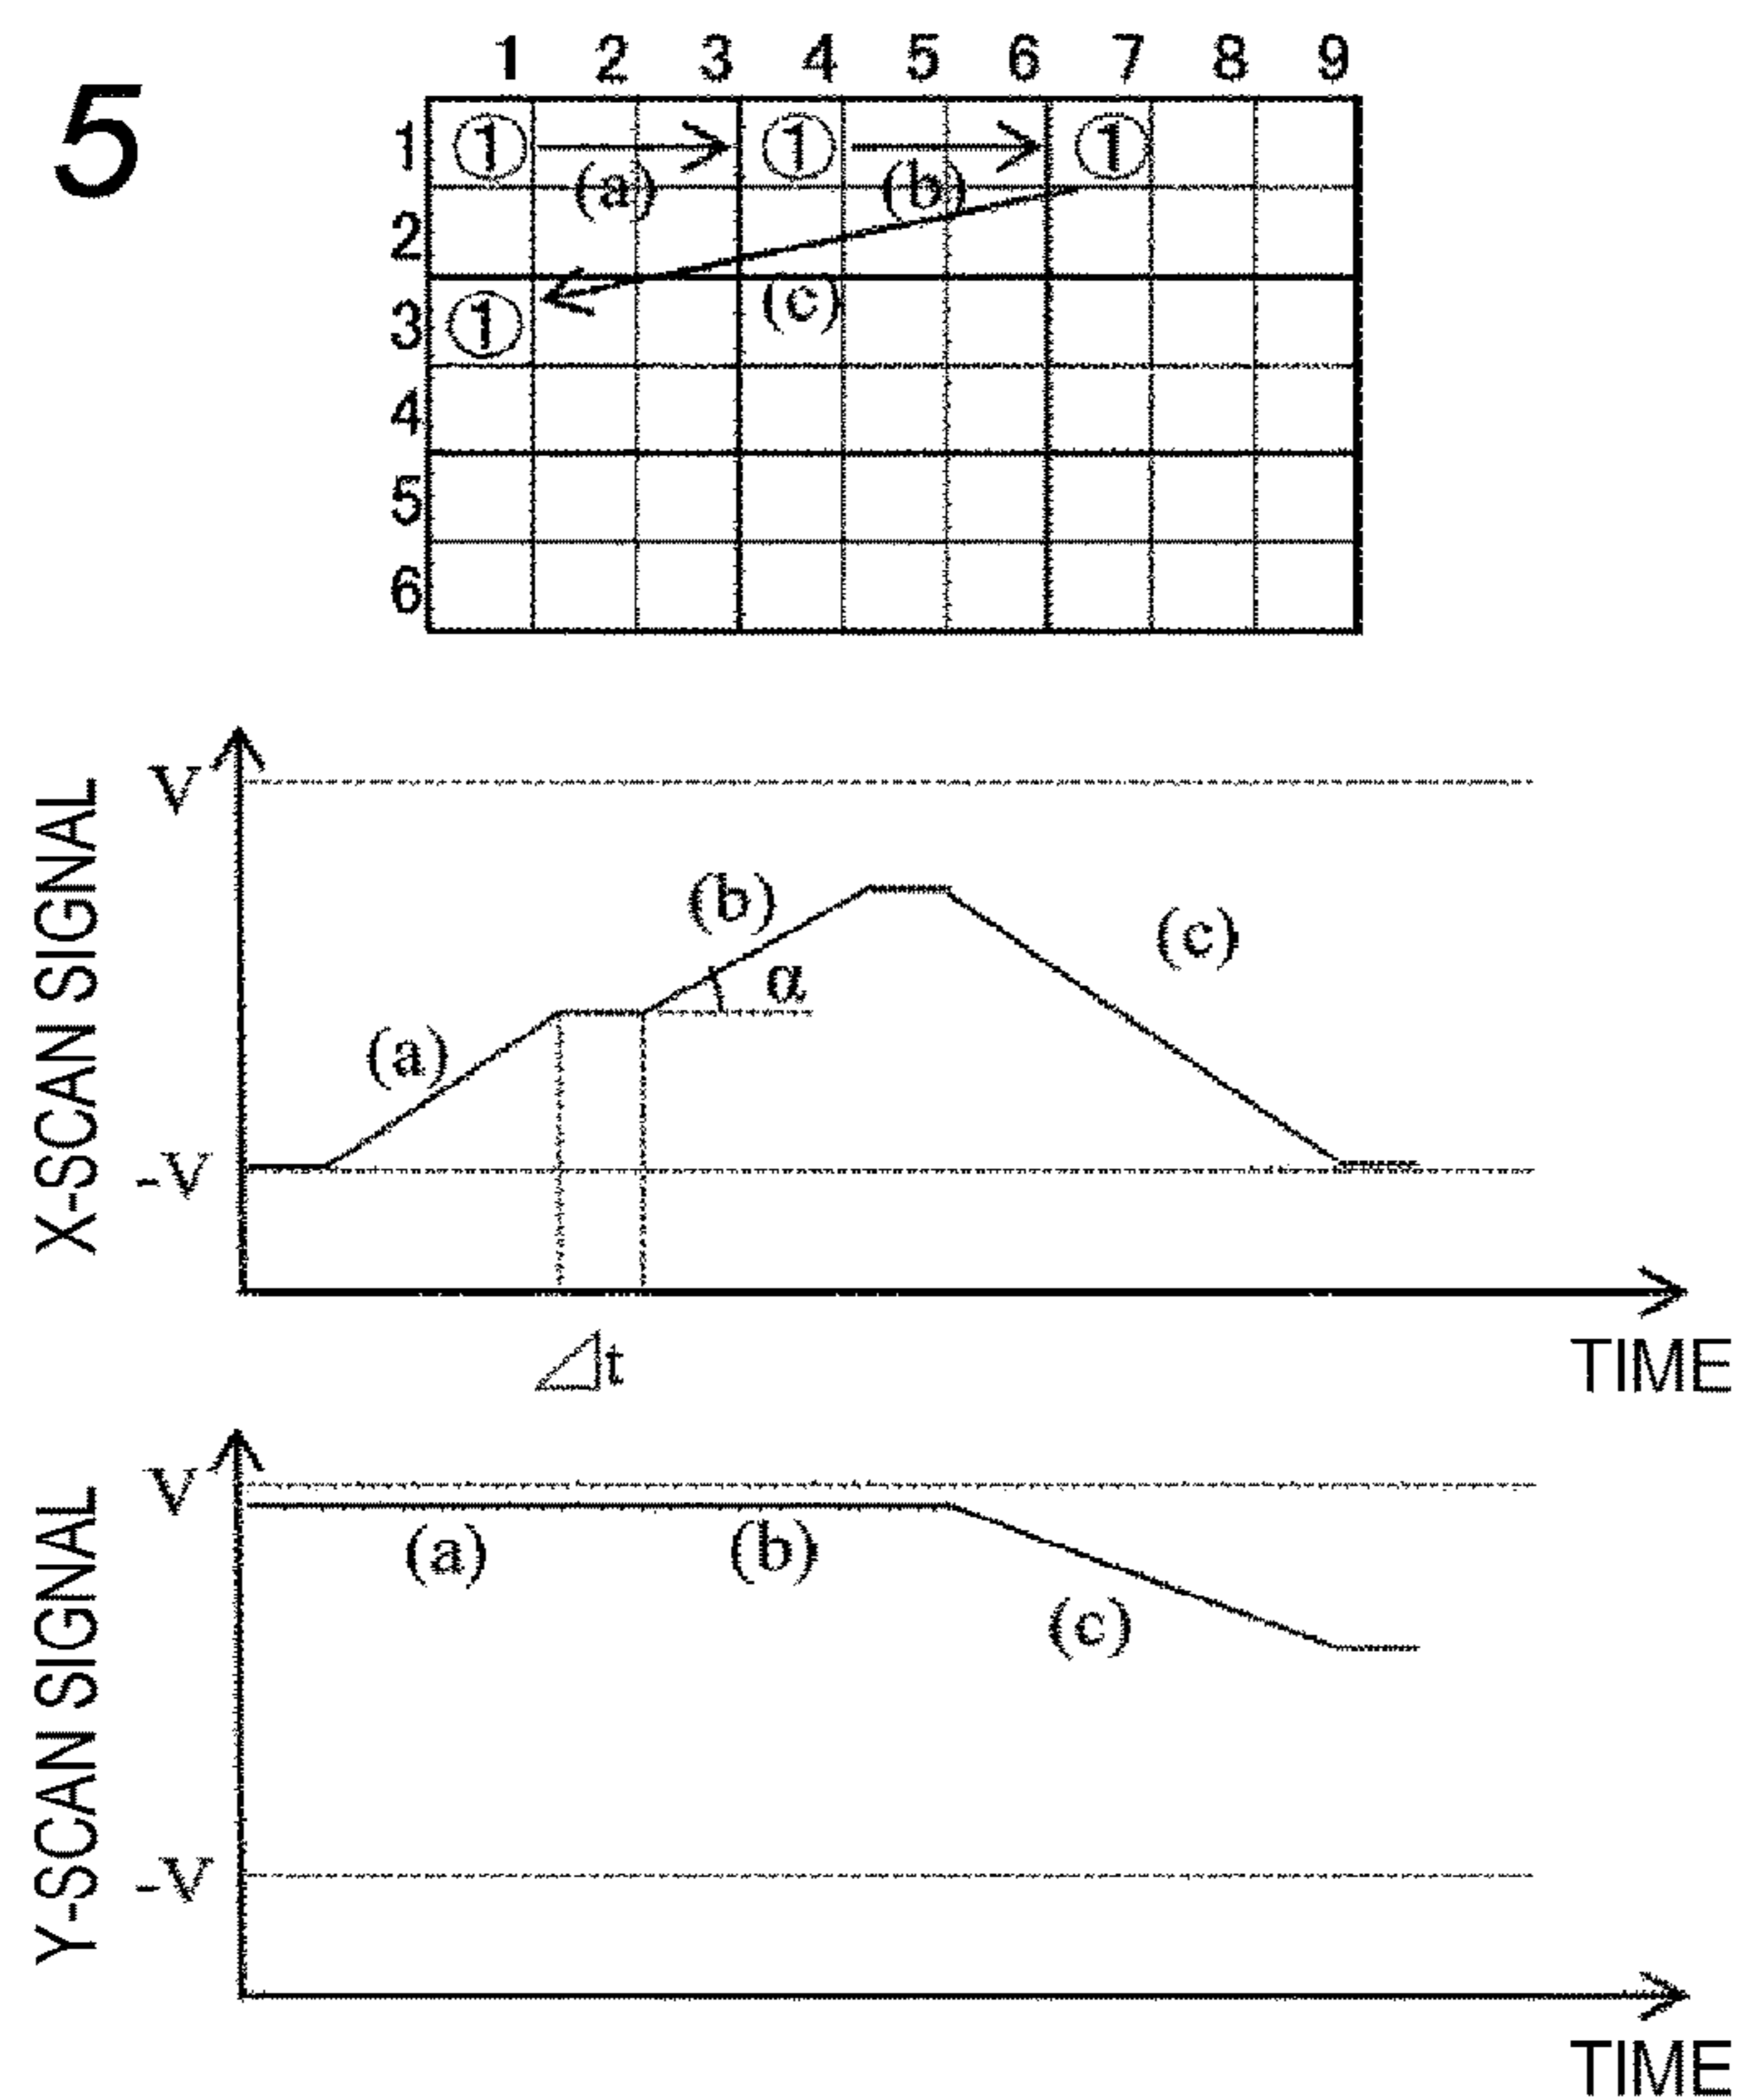 5
1 2 3 4 5 6 7 8 9
1 ① ① ①
(a) (b)
2
(c)
3 ①
4
5
6
X-SCAN SIGNAL
V
(b)
(c)
α
(a)
-V
⊿t
TIME
Y-SCAN SIGNAL
V
(a) (b)
(c)
-V
TIME